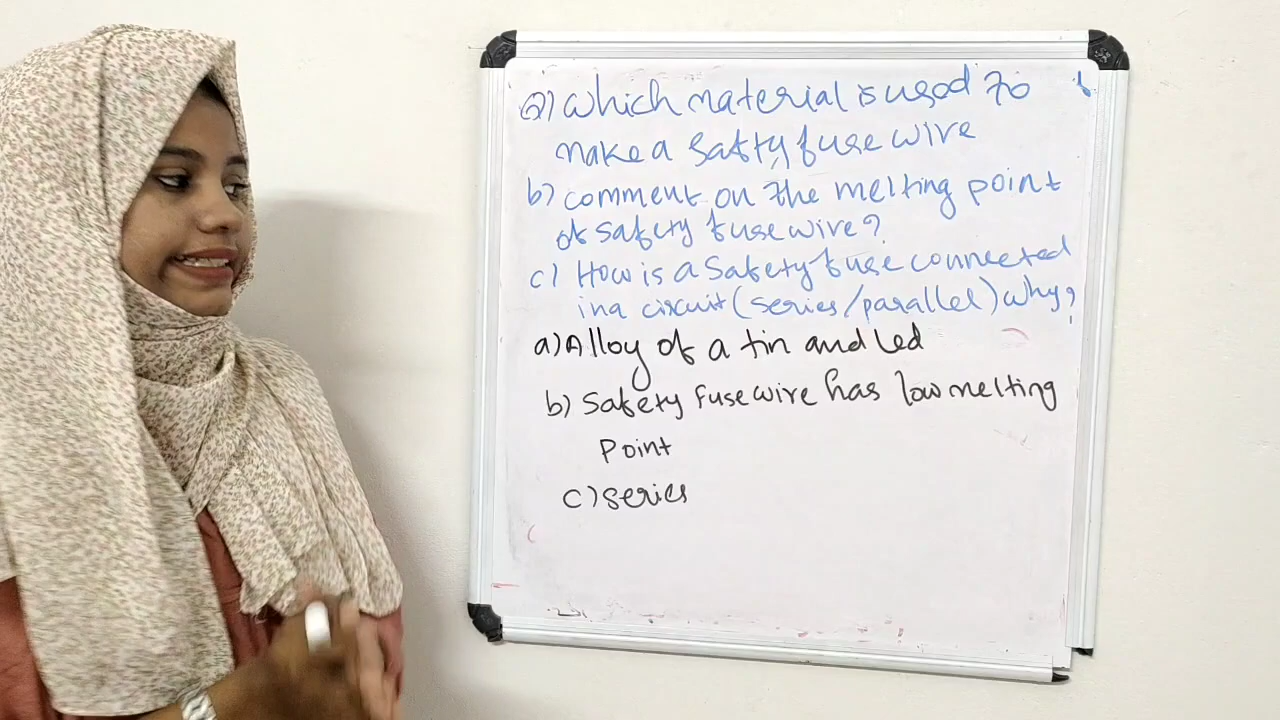 Q) which material is used to
make a safty fuse wire
b) comment on the melting point
of safety fuse wire?
c) How is a safety fuse connected
in a circuit (series/parallel) why?
a) Alloy of a tin and Led
b) Safety fuse wire has low melting
Point
c) series